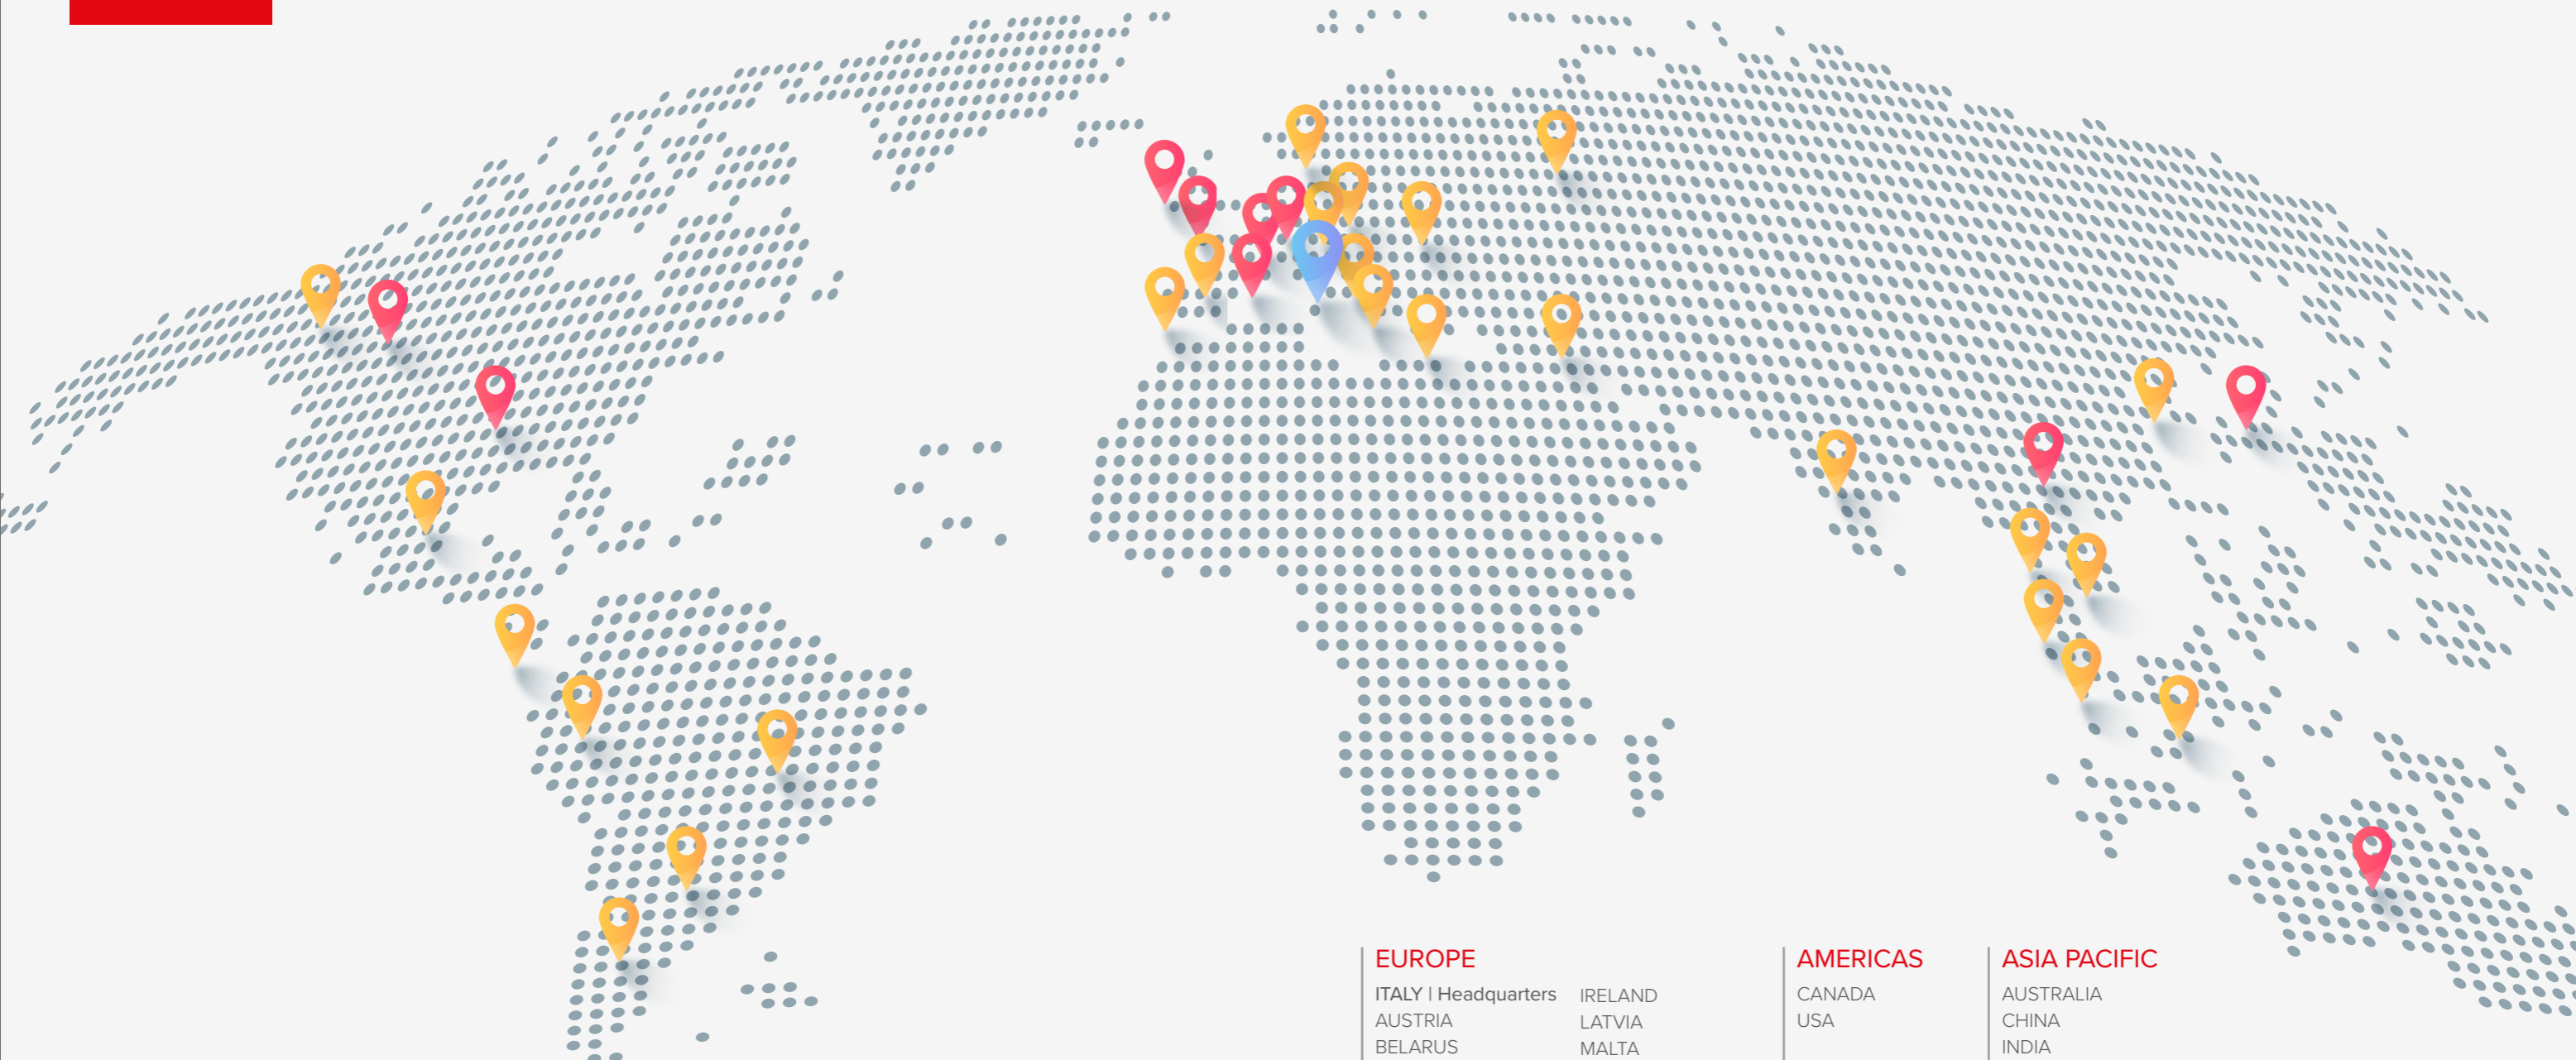 EUROPE
ITALY | Headquarters
AUSTRIA
BELARUS
IRELAND
LATVIA
MALTA
AMERICAS
CANADA
USA
ASIA PACIFIC
AUSTRALIA
CHINA
INDIA